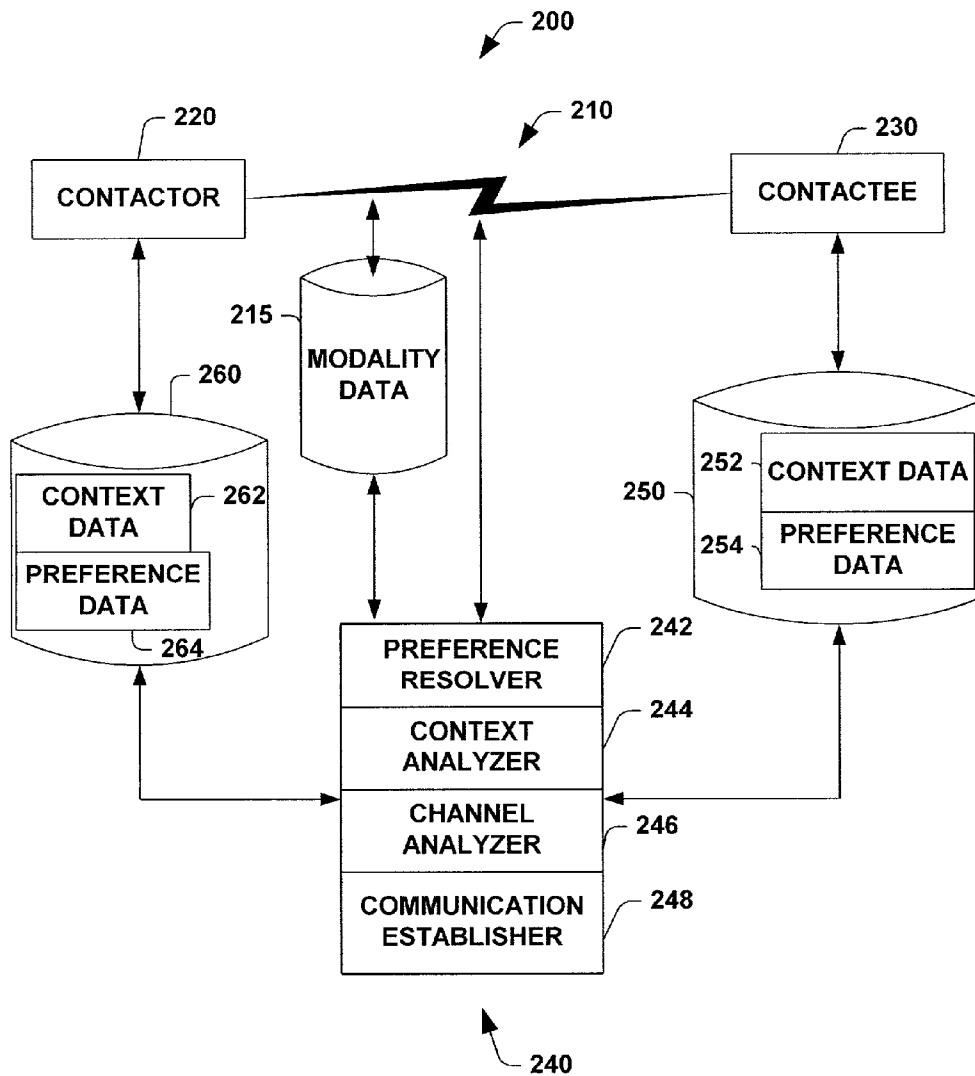 200
210
220
230
CONTACTOR
CONTACTEE
215
MODALITY
DATA
260
250
252
CONTEXT DATA
254
PREFERENCE
DATA
CONTEXT
DATA
262
PREFERENCE
DATA
264
PREFERENCE
RESOLVER
242
CONTEXT
ANALYZER
244
CHANNEL
ANALYZER
246
COMMUNICATION
ESTABLISHER
248
240